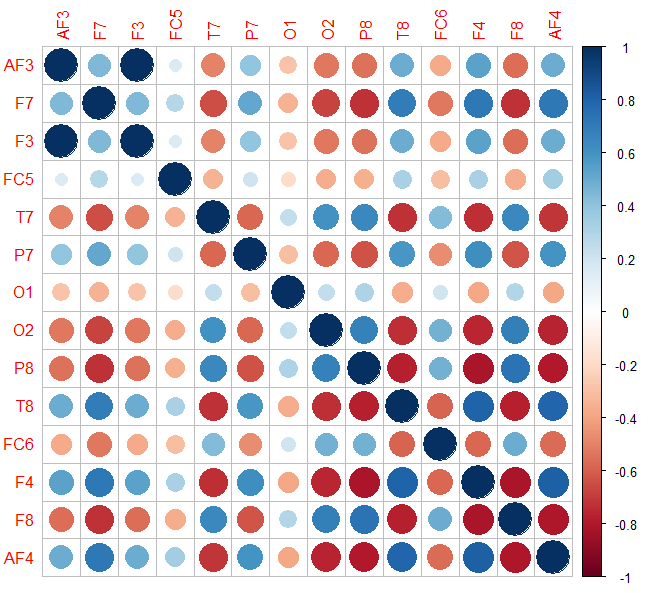 AF3 F7 F3 FC5 T7 P7 O1 O2 P8 T8 FC6 F4 F8 AF4
AF3
F7
F3
FC5
T7
P7
O1
O2
P8
T8
FC6
F4
F8
AF4
1
0.8
0.6
0.4
0.2
0
-0.2
-0.4
-0.6
-0.8
-1